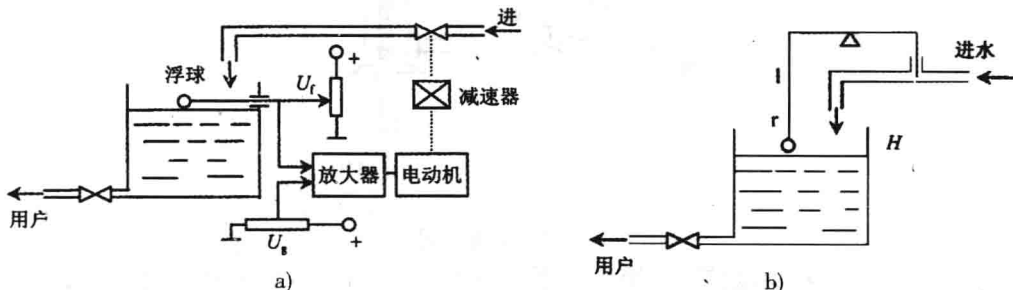 进
浮球
U_f
+
减速器
放大器
电动机
用户
U_g
+
a)
进水
l
r
H
用户
b)